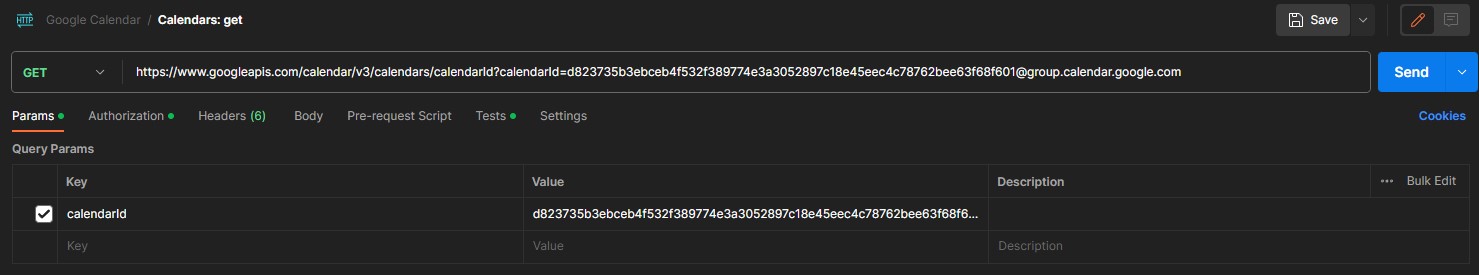 HTTP Google Calendar / Calendars: get Save
GET https://www.googleapis.com/calendar/v3/calendars/calendarId?calendarId=d823735b3ebceb4f532f389774e3a3052897c18e45eec4c78762bee63f68f601@group.calendar.google.com Send
Params Authorization Headers (6) Body Pre-request Script Tests Settings Cookies
Query Params
Key Value Description ••• Bulk Edit
calendarId d823735b3ebceb4f532f389774e3a3052897c18e45eec4c78762bee63f68f6...
Key Value Description